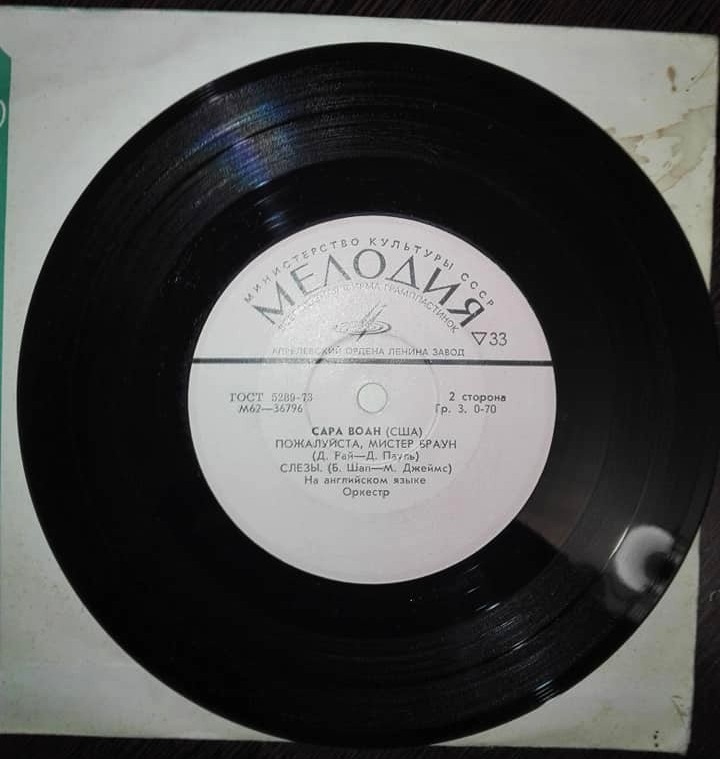 МИНИСТЕРСТВО КУЛЬТУРЫ СССР
МЕЛОДИЯ
ФИРМА ГРАМПЛАСТИНОК
▽33
АПРЕЛЕВСКИЙ ОРДЕНА ЛЕНИНА ЗАВОД
ГОСТ 5289-73
2 сторона
М62—36796
Гр. 3. 0-70
САРА ВОАН (США)
ПОЖАЛУЙСТА, МИСТЕР БРАУН
(Д. Рай—Д. Пауль)
СЛЕЗЫ. (Б. Шап—М. Джеймс)
На английском языке
Оркестр